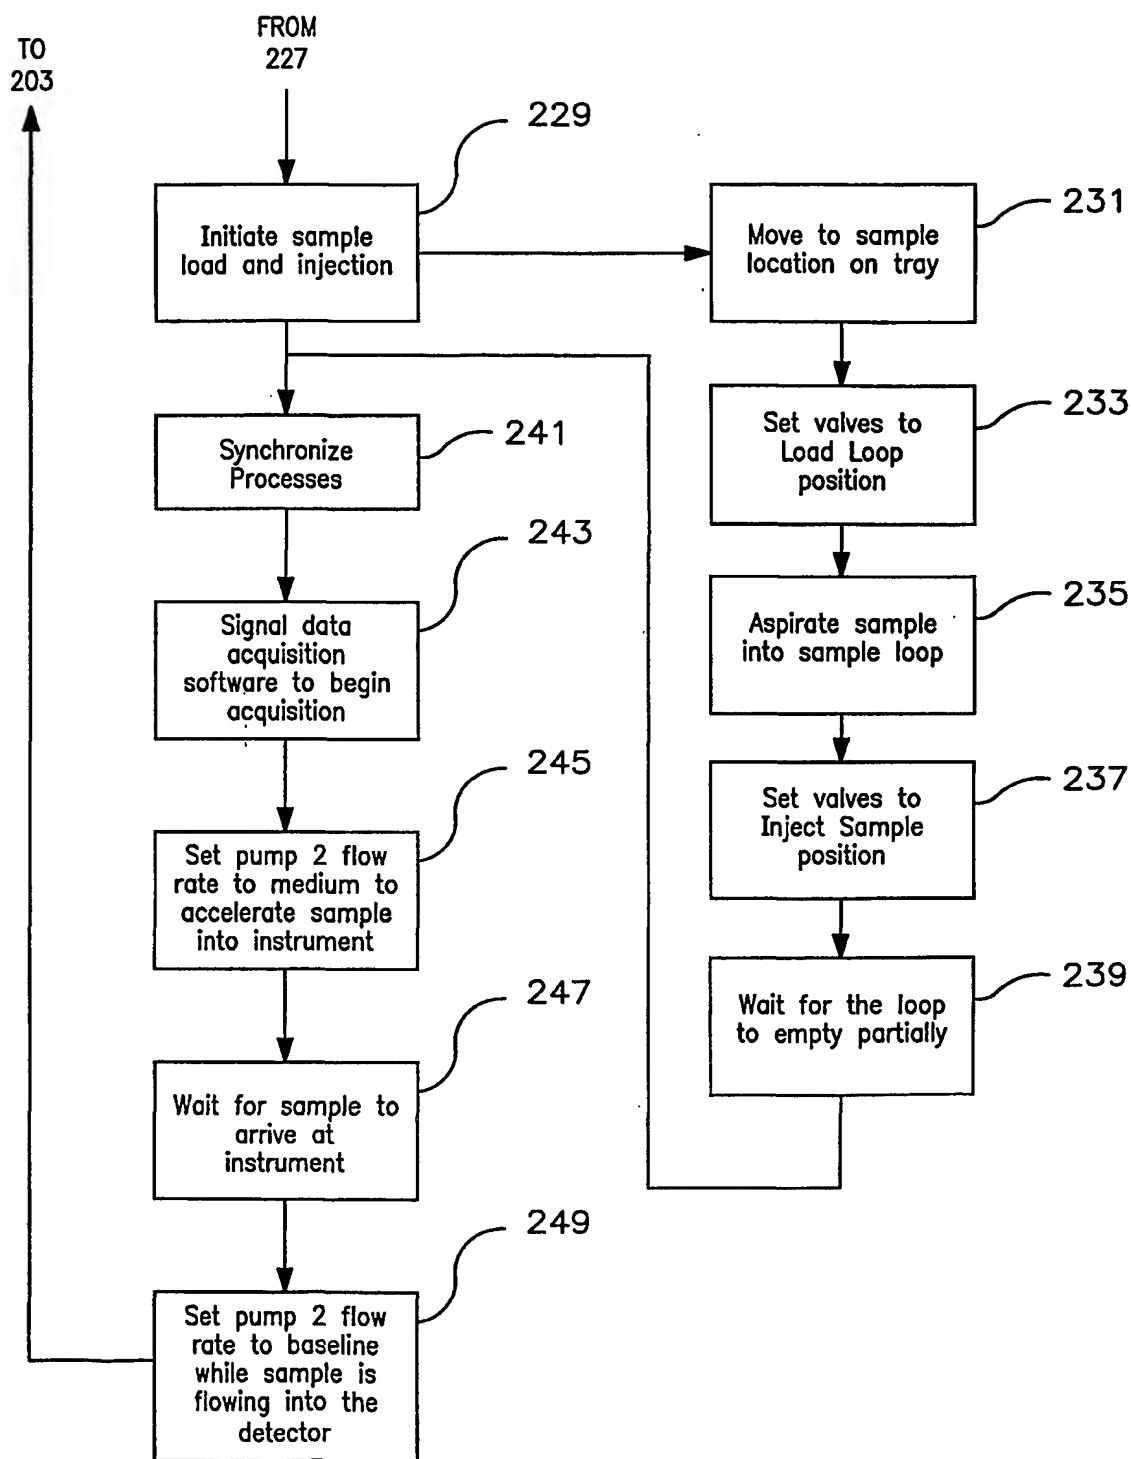 TO
203
FROM
227
229
Initiate sample
load and injection
231
Move to sample
location on tray
233
Set valves to
Load Loop
position
235
Aspirate sample
into sample loop
237
Set valves to
Inject Sample
position
239
Wait for the loop
to empty partially
241
Synchronize
Processes
243
Signal data
acquisition
software to begin
acquisition
245
Set pump 2 flow
rate to medium to
accelerate sample
into instrument
247
Wait for sample to
arrive at
instrument
249
Set pump 2 flow
rate to baseline
while sample is
flowing into the
detector